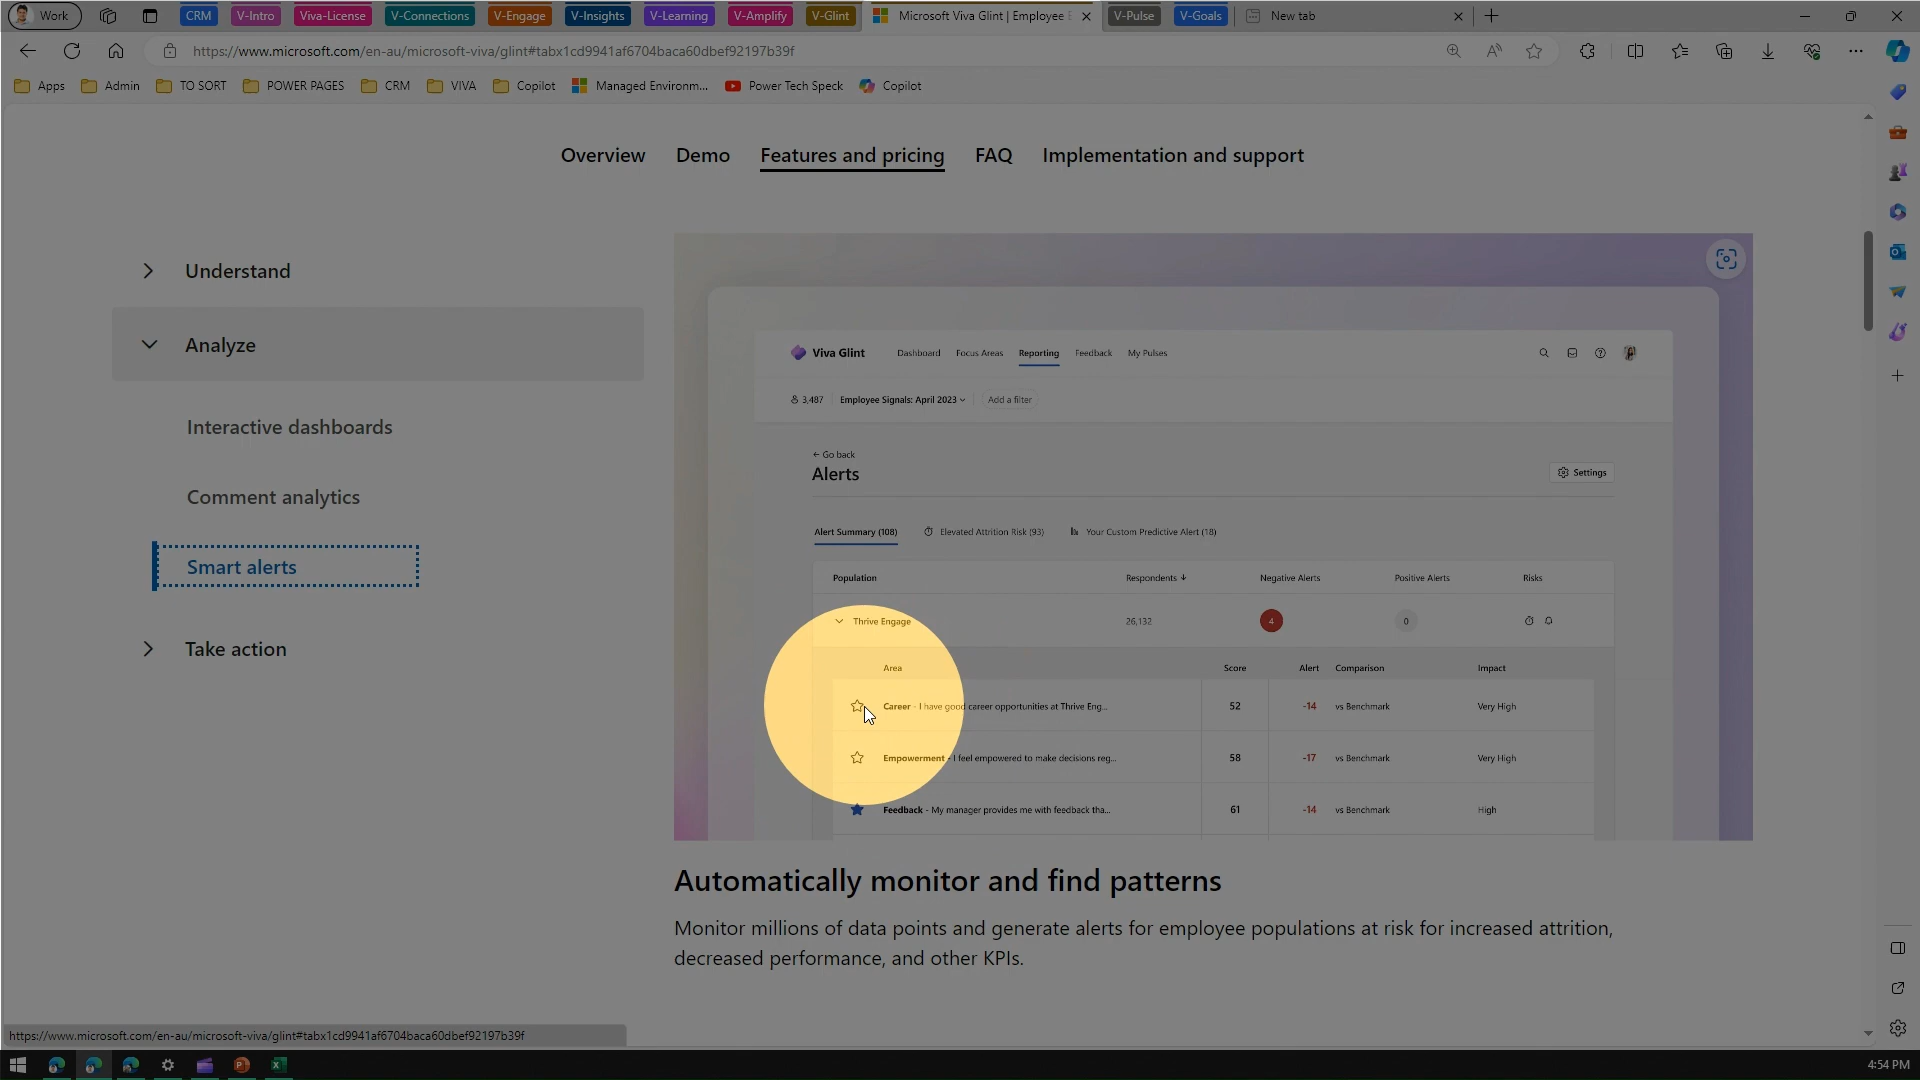 Work
CRM
V-Intro
Viva-License
V-Connections
V-Engage
V-Insights
V-Learning
V-Amplify
V-Glint
Microsoft Viva Glint | Employee E
V-Pulse
V-Goals
New tab
https://www.microsoft.com/en-au/microsoft-viva/glint#tabx1cd9941af6704baca60dbef92197b39f
Apps
Admin
TO SORT
POWER PAGES
CRM
VIVA
Copilot
Managed Environm...
Power Tech Speck
Copilot
Overview
Demo
Features and pricing
FAQ
Implementation and support
Understand
Analyze
Interactive dashboards
Comment analytics
Smart alerts
Take action
Viva Glint
Dashboard
Focus Areas
Reporting
Feedback
My Pulses
3,487
Employee Signals: April 2023
Add a filter
← Go back
Alerts
Settings
Alert Summary (108)
Elevated Attrition Risk (93)
Your Custom Predictive Alert (18)
Population
Respondents ↓
Negative Alerts
Positive Alerts
Risks
Thrive Engage
26,132
4
0
Area
Score
Alert
Comparison
Impact
Career - I have good career opportunities at Thrive Eng...
52
-14
vs Benchmark
Very High
Empowerment - I feel empowered to make decisions reg...
58
-17
vs Benchmark
Very High
Feedback - My manager provides me with feedback tha...
61
-14
vs Benchmark
High
Automatically monitor and find patterns
Monitor millions of data points and generate alerts for employee populations at risk for increased attrition,
decreased performance, and other KPIs.
https://www.microsoft.com/en-au/microsoft-viva/glint#tabx1cd9941af6704baca60dbef92197b39f
4:54 PM